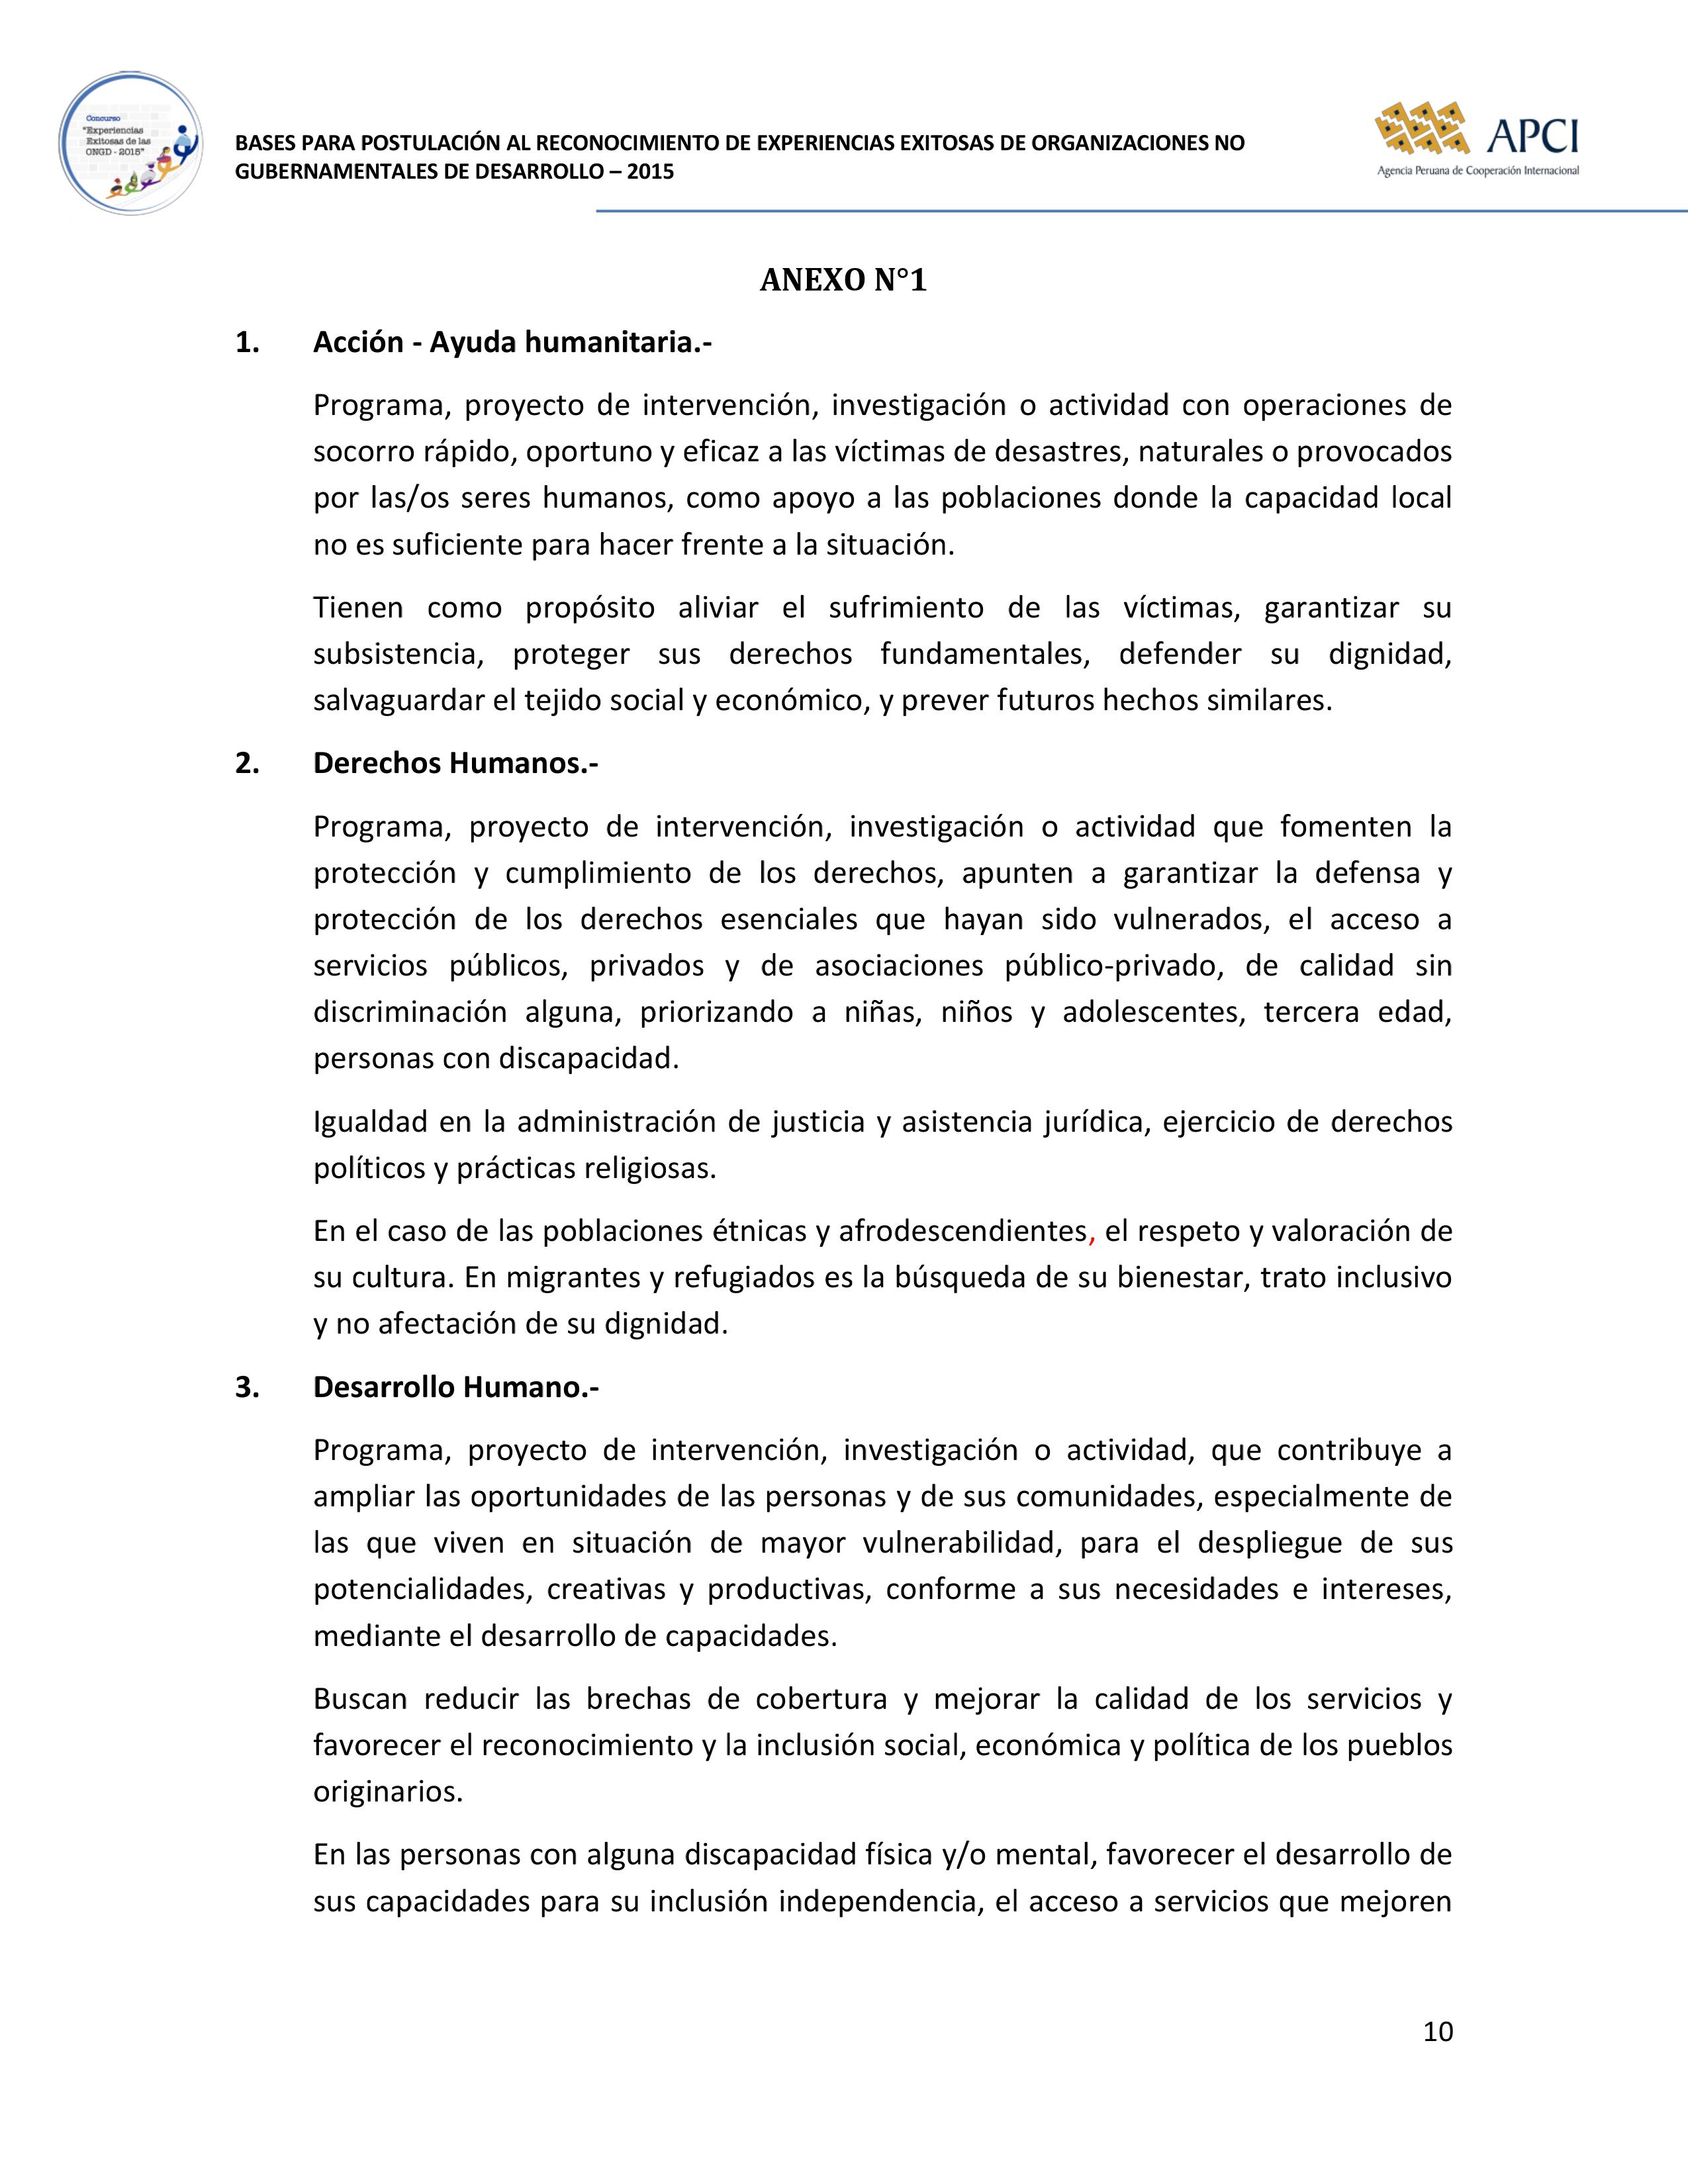 Concurso
"Experiencias
Exitosas de las
ONGD - 2015"
BASES PARA POSTULACIÓN AL RECONOCIMIENTO DE EXPERIENCIAS EXITOSAS DE ORGANIZACIONES NO
GUBERNAMENTALES DE DESARROLLO – 2015
APCI
Agencia Peruana de Cooperación Internacional
ANEXO N°1
1. Acción - Ayuda humanitaria.-
Programa, proyecto de intervención, investigación o actividad con operaciones de
socorro rápido, oportuno y eficaz a las víctimas de desastres, naturales o provocados
por las/os seres humanos, como apoyo a las poblaciones donde la capacidad local
no es suficiente para hacer frente a la situación.
Tienen como propósito aliviar el sufrimiento de las víctimas, garantizar su
subsistencia, proteger sus derechos fundamentales, defender su dignidad,
salvaguardar el tejido social y económico, y prever futuros hechos similares.
2. Derechos Humanos.-
Programa, proyecto de intervención, investigación o actividad que fomenten la
protección y cumplimiento de los derechos, apunten a garantizar la defensa y
protección de los derechos esenciales que hayan sido vulnerados, el acceso a
servicios públicos, privados y de asociaciones público-privado, de calidad sin
discriminación alguna, priorizando a niñas, niños y adolescentes, tercera edad,
personas con discapacidad.
Igualdad en la administración de justicia y asistencia jurídica, ejercicio de derechos
políticos y prácticas religiosas.
En el caso de las poblaciones étnicas y afrodescendientes, el respeto y valoración de
su cultura. En migrantes y refugiados es la búsqueda de su bienestar, trato inclusivo
y no afectación de su dignidad.
3. Desarrollo Humano.-
Programa, proyecto de intervención, investigación o actividad, que contribuye a
ampliar las oportunidades de las personas y de sus comunidades, especialmente de
las que viven en situación de mayor vulnerabilidad, para el despliegue de sus
potencialidades, creativas y productivas, conforme a sus necesidades e intereses,
mediante el desarrollo de capacidades.
Buscan reducir las brechas de cobertura y mejorar la calidad de los servicios y
favorecer el reconocimiento y la inclusión social, económica y política de los pueblos
originarios.
En las personas con alguna discapacidad física y/o mental, favorecer el desarrollo de
sus capacidades para su inclusión independencia, el acceso a servicios que mejoren
10